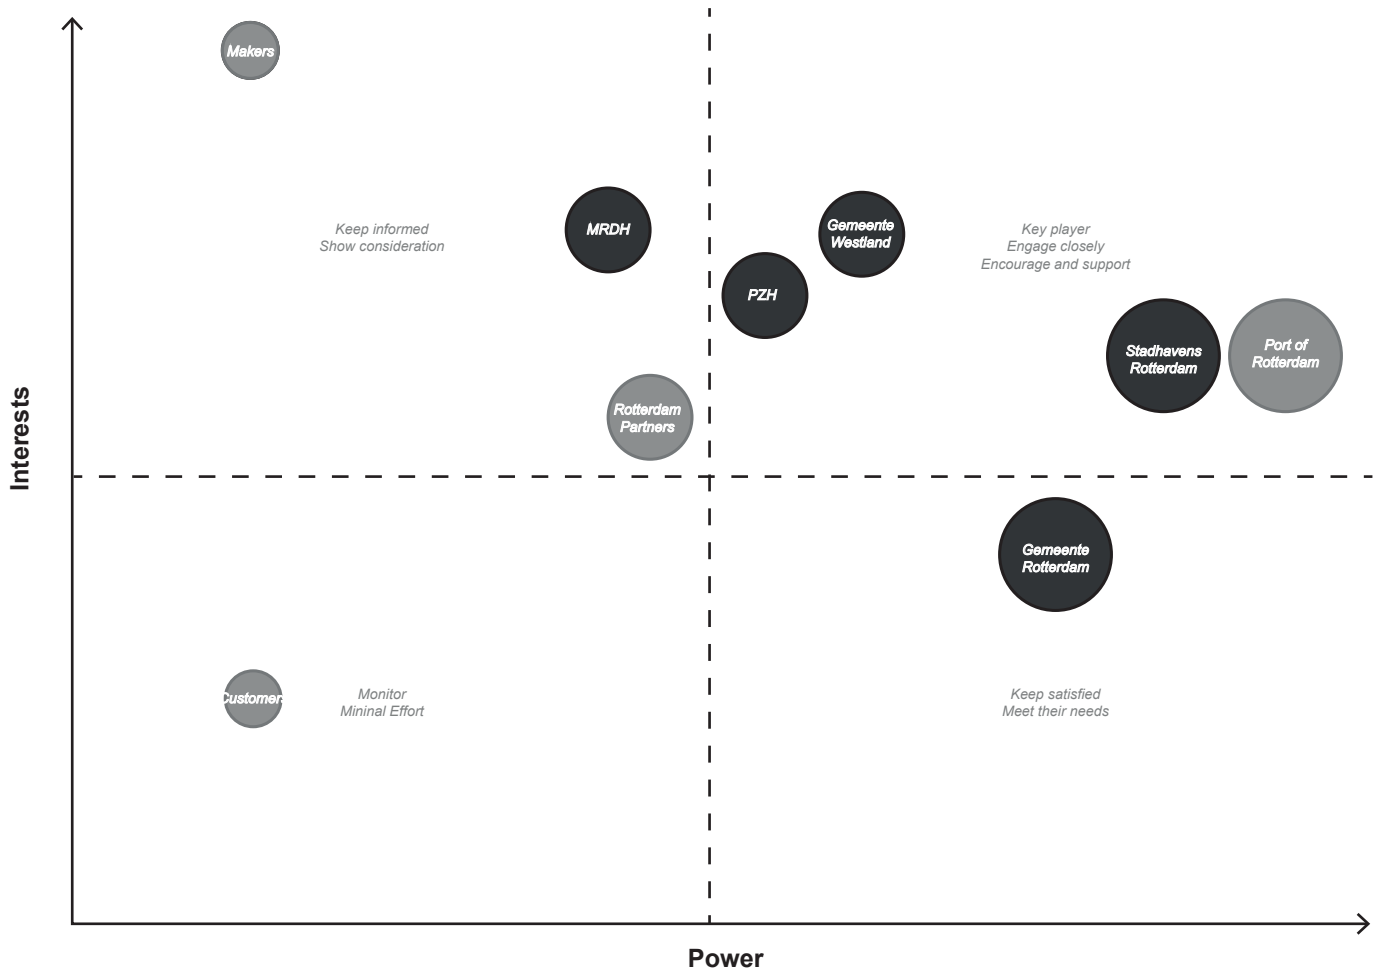 Makers
Keep informed
Show consideration
MRDH
Gemeente
Westland
Key player
Engage closely
Encourage and support
PZH
Stadhavens
Rotterdam
Port of
Rotterdam
Rotterdam
Partners
Interests
Gemeente
Rotterdam
Customers
Monitor
Mininal Effort
Keep satisfied
Meet their needs
Power